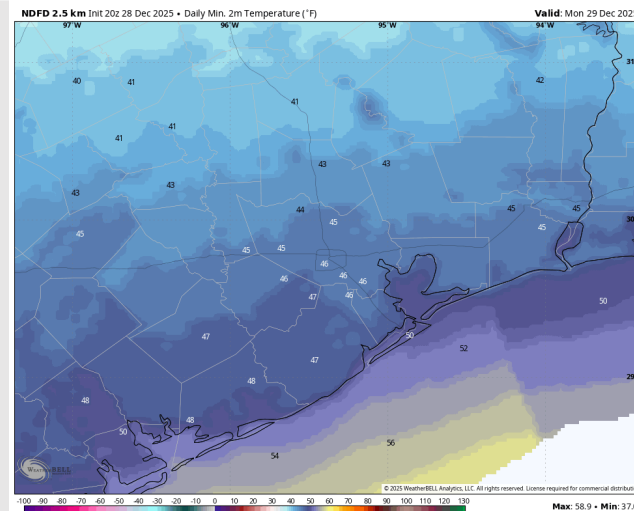 NDFD 2.5 km Init 20z 28 Dec 2025 • Daily Min. 2m Temperature (°F)
Valid: Mon 29 Dec 2025
97°W 96°W 95°W 94°W
31
40 41 42
41
41 41
43 43
43 43
44 45 45
45 45 30
45 45 46
46 46 46
47 46 50
47 50
47 52
48 29
48 48
50
54 56
WEATHERBELL
© 2025 WeatherBELL Analytics, LLC. All rights reserved. License required for commercial distributi
-100 -90 -80 -70 -60 -50 -40 -30 -20 -10 0 10 20 30 40 50 60 70 80 90 100 110 120 130
Max: 58.9 • Min: 37.